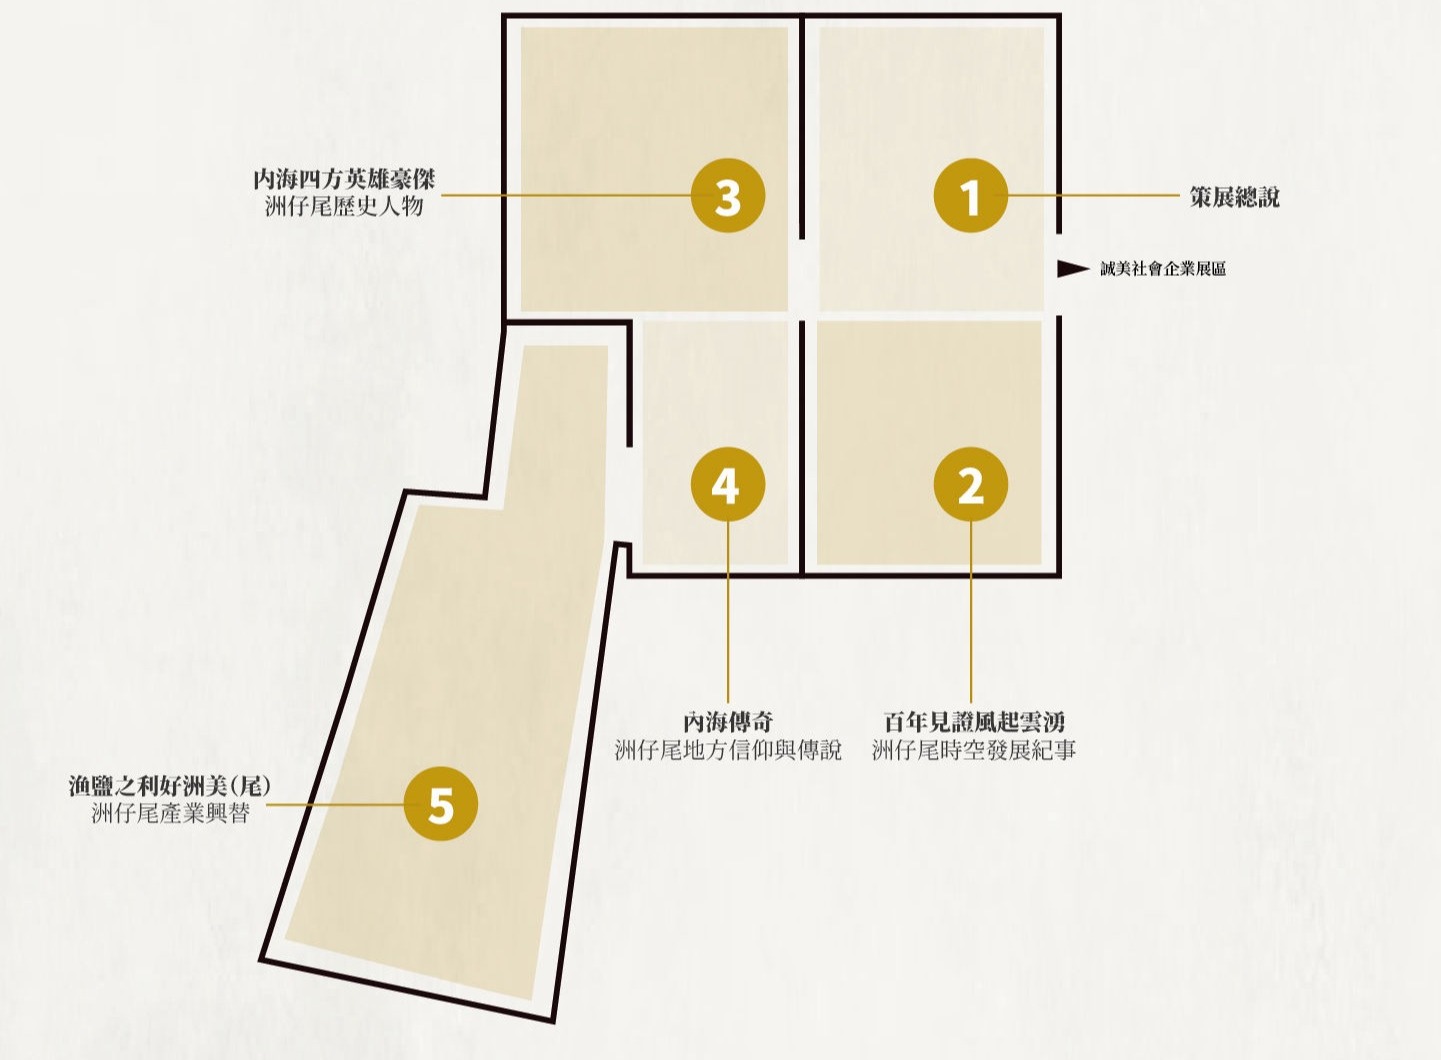 3
1
内海四方英雄豪傑
洲仔尾歷史人物
策展總說
誠美社會企業展區
4
2
內海傳奇
洲仔尾地方信仰與傳說
百年見證風起雲湧
洲仔尾時空發展紀事
漁鹽之利好洲美(尾)
洲仔尾產業興替
5